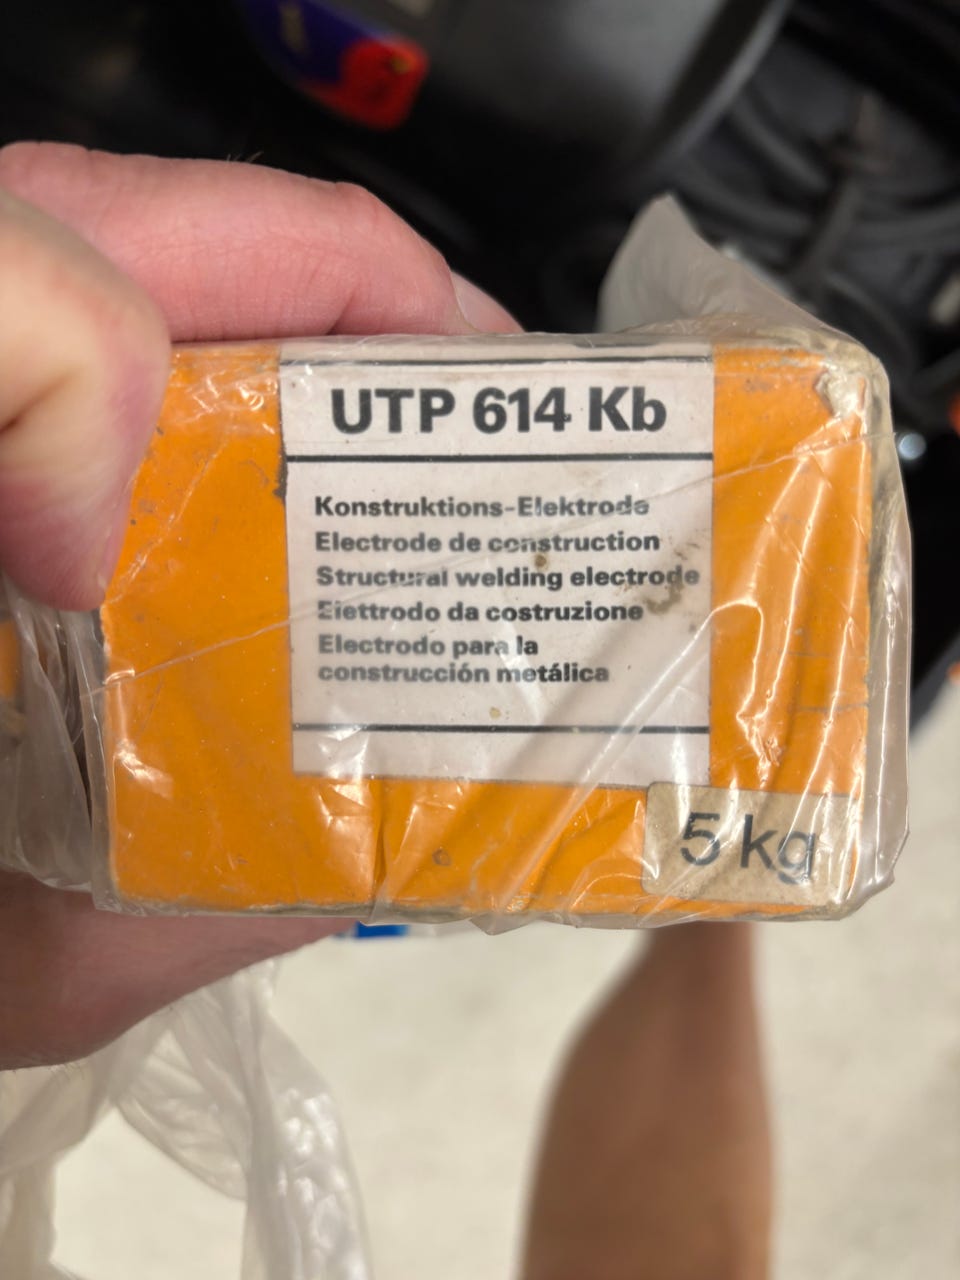 UTP 614 Kb
Konstruktions-Elektrode
Electrode de construction
Structural welding electrode
Elettrodo da costruzione
Electrodo para la
construcción metálica
5 kg